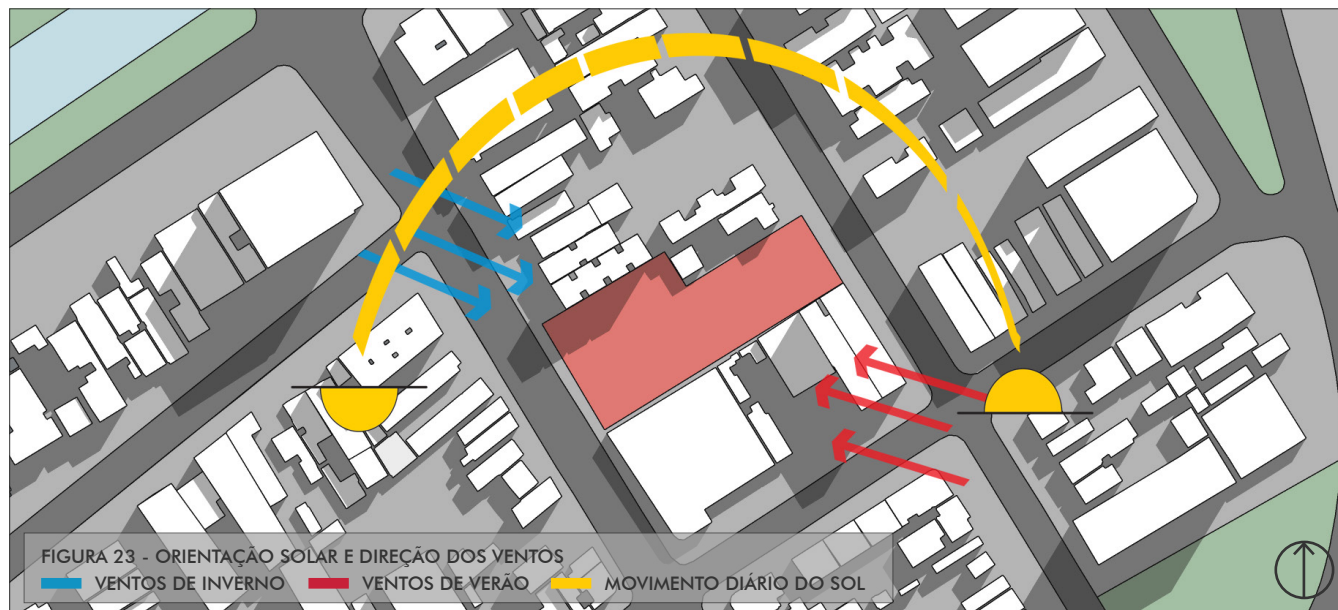 FIGURA 23 - ORIENTAÇÃO SOLAR E DIREÇÃO DOS VENTOS
VENTOS DE INVERNO VENTOS DE VERÃO MOVIMENTO DIÁRIO DO SOL